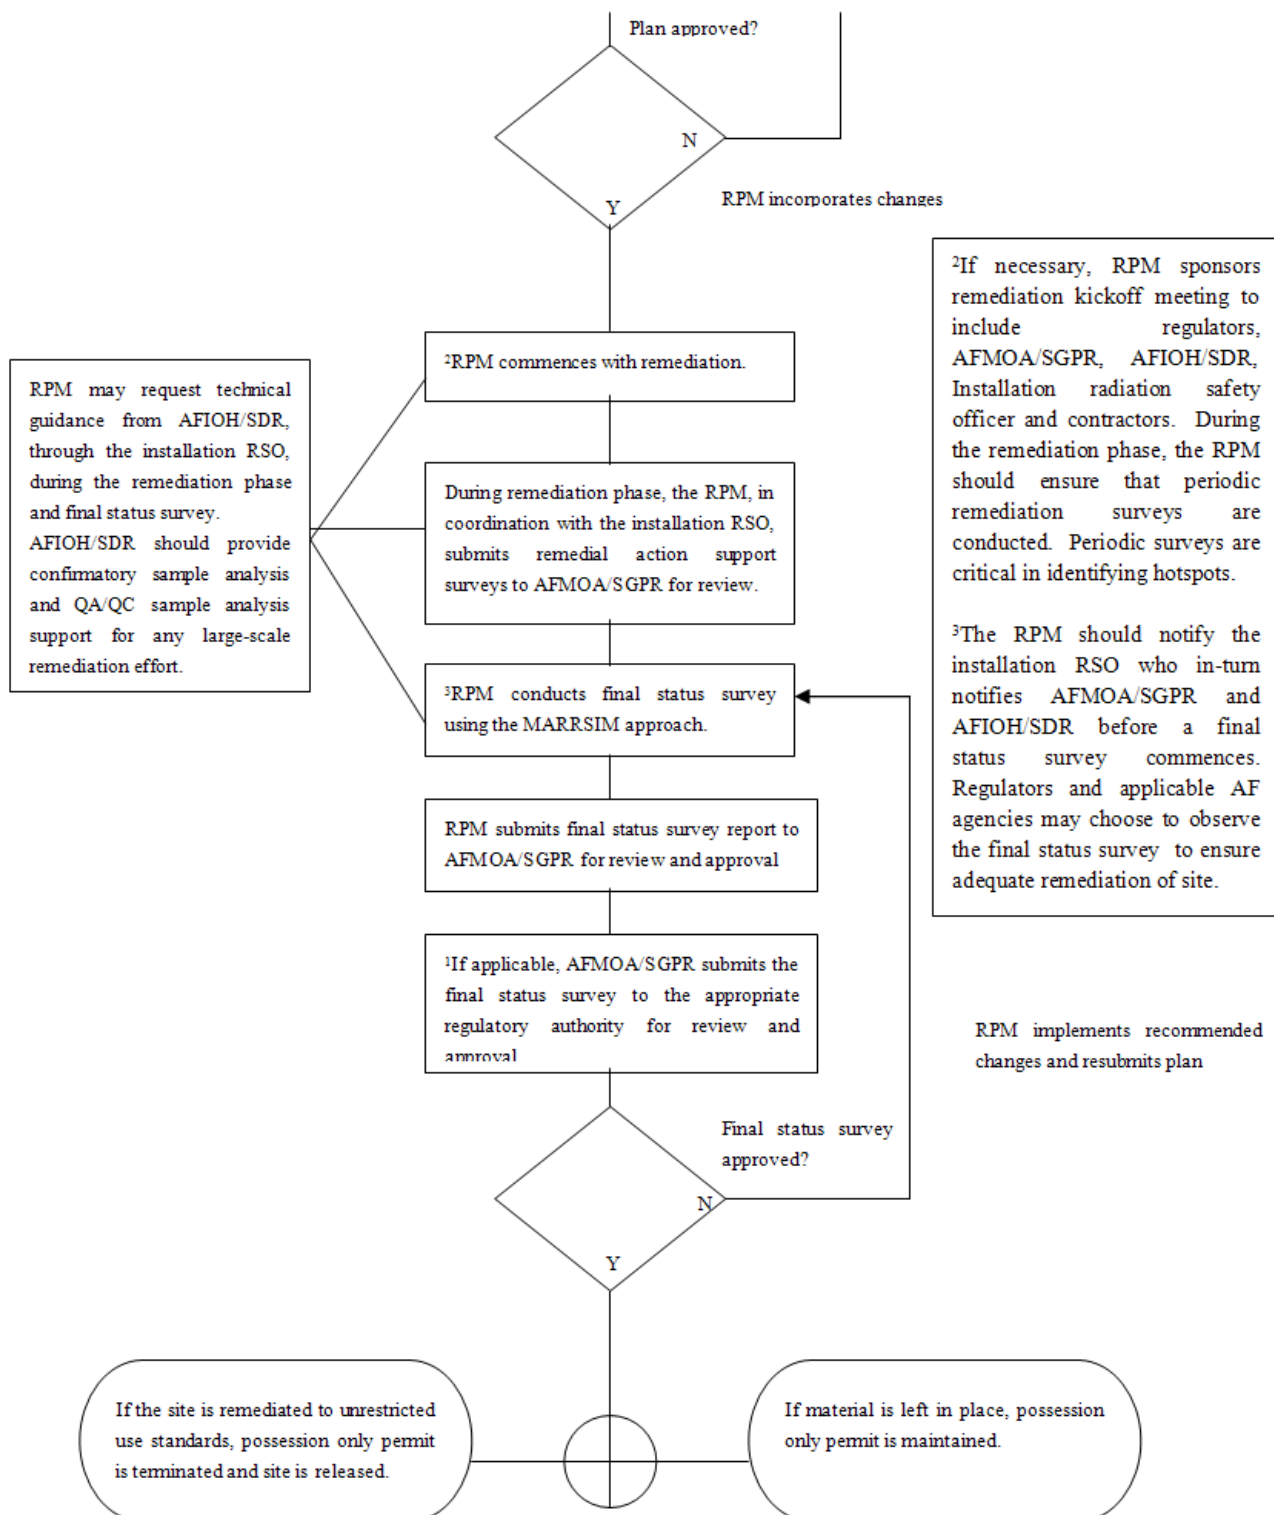 Plan approved?
N
Y
RPM incorporates changes
²RPM commences with remediation.
RPM may request technical
guidance from AFIOH/SDR,
through the installation RSO,
during the remediation phase
and final status survey.
AFIOH/SDR should provide
confirmatory sample analysis
and QA/QC sample analysis
support for any large-scale
remediation effort.
During remediation phase, the RPM, in
coordination with the installation RSO,
submits remedial action support
surveys to AFMOA/SGPR for review.
³RPM conducts final status survey
using the MARRSIM approach.
RPM submits final status survey report to
AFMOA/SGPR for review and approval
¹If applicable, AFMOA/SGPR submits the
final status survey to the appropriate
regulatory authority for review and
approval
²If necessary, RPM sponsors
remediation kickoff meeting to
include regulators,
AFMOA/SGPR, AFIOH/SDR,
Installation radiation safety
officer and contractors. During
the remediation phase, the RPM
should ensure that periodic
remediation surveys are
conducted. Periodic surveys are
critical in identifying hotspots.
³The RPM should notify the
installation RSO who in-turn
notifies AFMOA/SGPR and
AFIOH/SDR before a final
status survey commences.
Regulators and applicable AF
agencies may choose to observe
the final status survey to ensure
adequate remediation of site.
RPM implements recommended
changes and resubmits plan
Final status survey
approved?
N
Y
If the site is remediated to unrestricted
use standards, possession only permit
is terminated and site is released.
If material is left in place, possession
only permit is maintained.